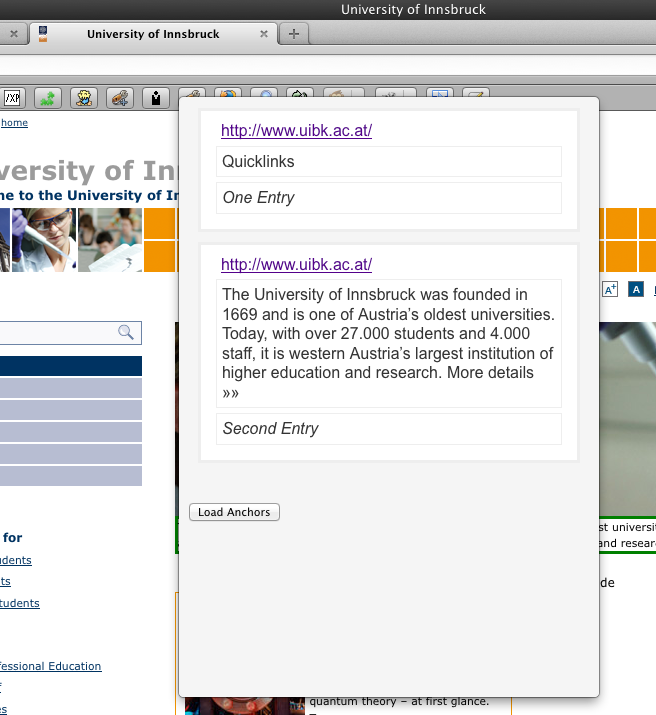 University of Innsbruck
University of Innsbruck
/XP
home
versity of In
me to the University of In
http://www.uibk.ac.at/
Quicklinks
One Entry
http://www.uibk.ac.at/
The University of Innsbruck was founded in
1669 and is one of Austria's oldest universities.
Today, with over 27.000 students and 4.000
staff, it is western Austria's largest institution of
higher education and research. More details
»»
Second Entry
A+
A
Load Anchors
st universi
and resear
for
udents
ts
tudents
de
fessional Education
quantum theory – at first glance.